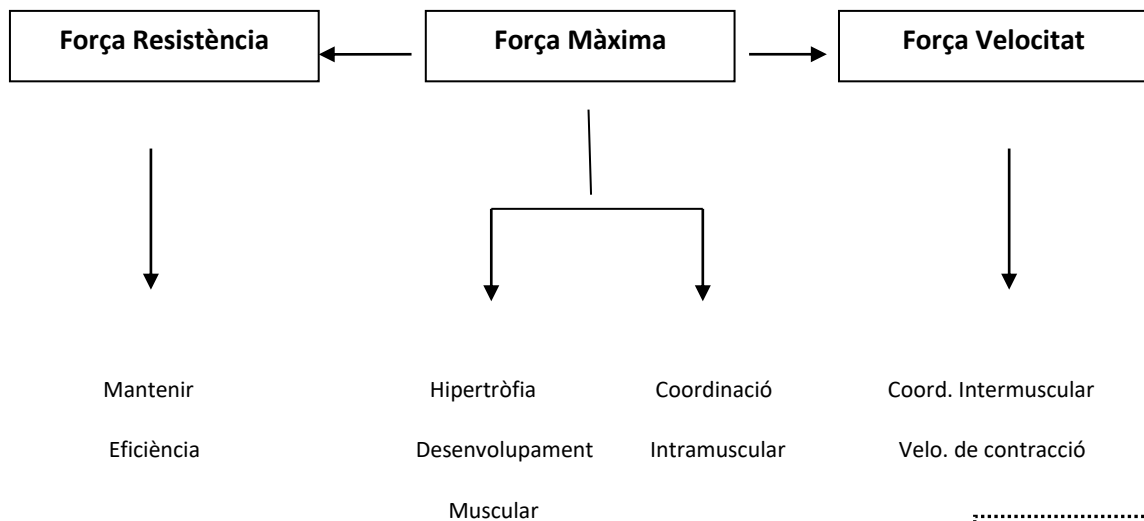 Força Resistència
Força Màxima
Força Velocitat
Mantenir
Eficiència
Hipertròfia
Desenvolupament
Muscular
Coordinació
Intramuscular
Coord. Intermuscular
Velo. de contracció